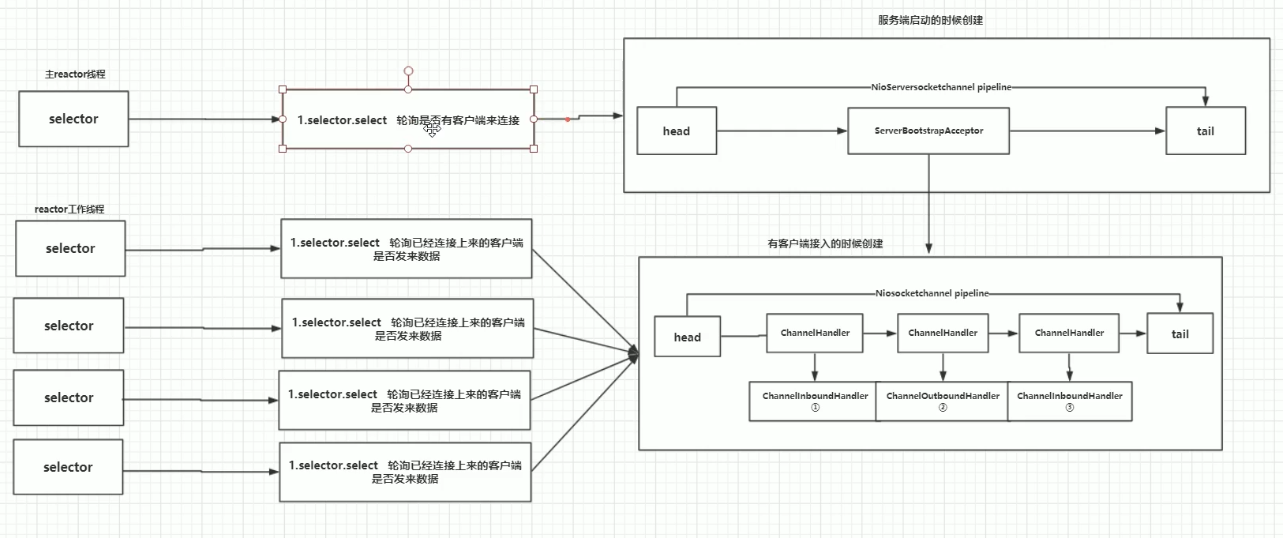 服务端启动的时候创建
主reactor线程
selector
1.selector.select 轮询是否有客户端来连接
NioServersocketchannel pipeline
head
ServerBootstrapAcceptor
tail
reactor工作线程
selector
1.selector.select 轮询已经连接上来的客户端
是否发来数据
selector
1.selector.select 轮询已经连接上来的客户端
是否发来数据
selector
1.selector.select 轮询已经连接上来的客户端
是否发来数据
selector
1.selector.select 轮询已经连接上来的客户端
是否发来数据
有客户端接入的时候创建
Niosocketchannel pipeline
head
ChannelHandler
ChannelHandler
ChannelHandler
tail
ChannelInboundHandler
①
ChannelOutboundHandler
②
ChannelInboundHandler
③